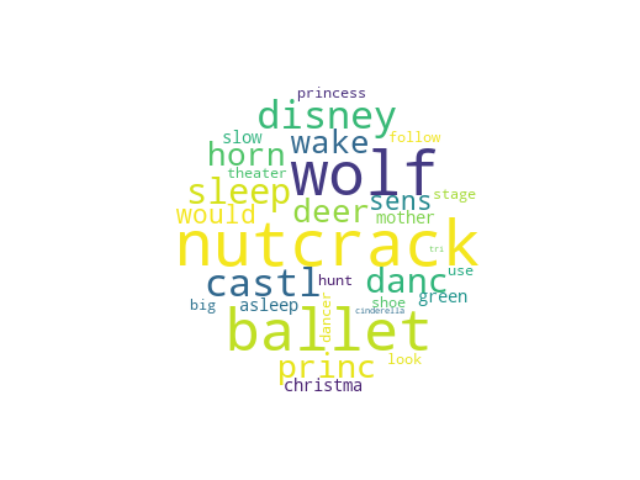 princess
disney
slow wake follow
horn wolf
theater
sleep sens stage
would deer mother
nutcrack
tri
castl hunt danc use
big asleep dancer shoe green
cinderella
ballet
princ look
christma